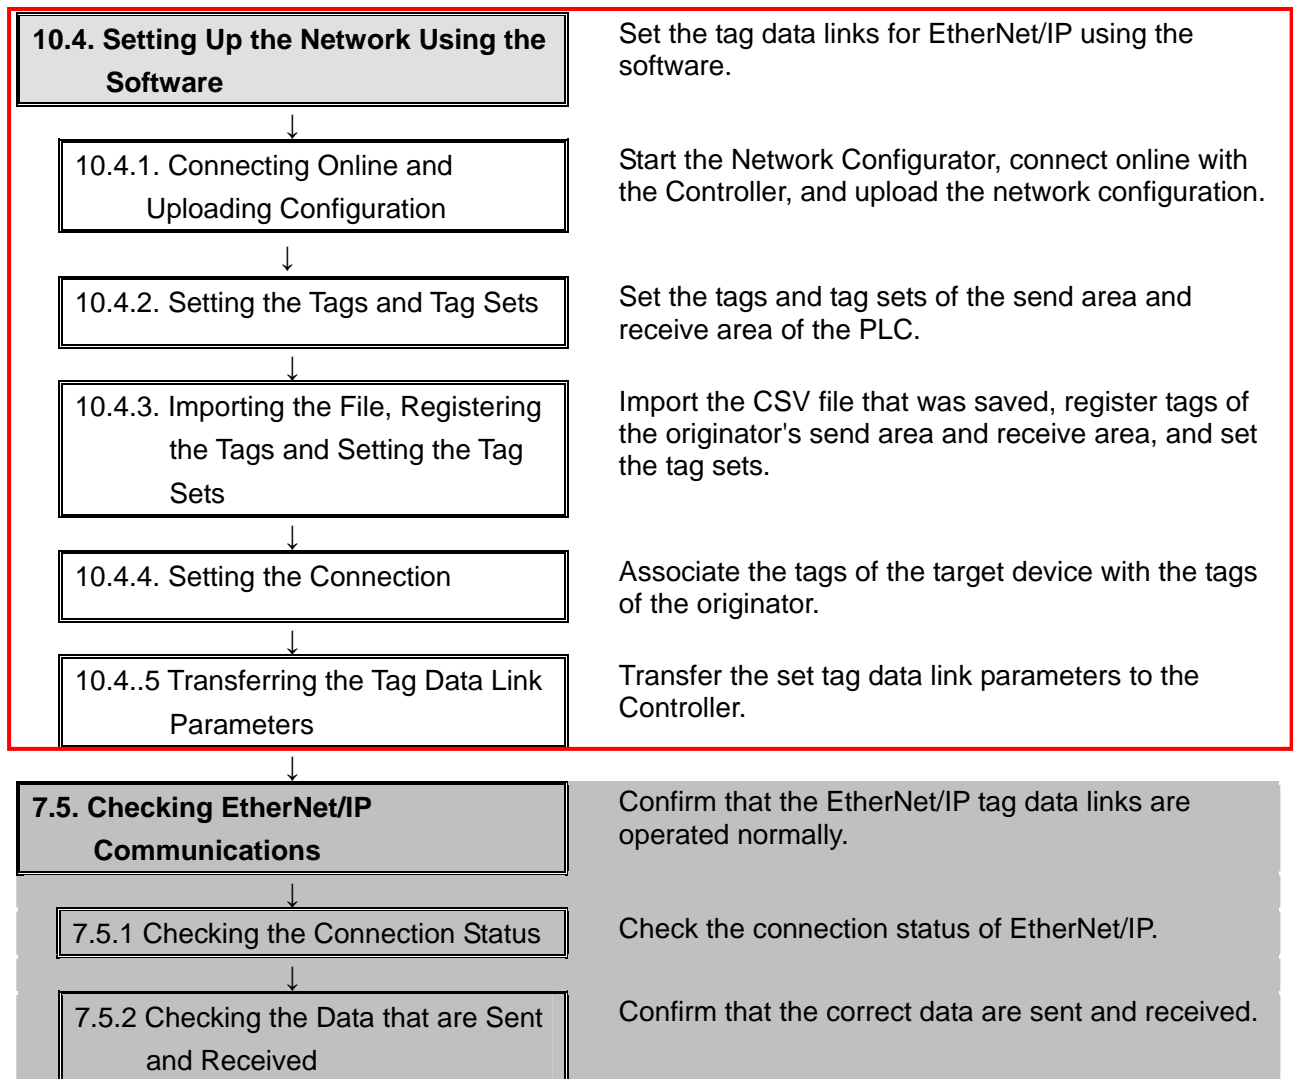 10.4. Setting Up the Network Using the
Software
Set the tag data links for EtherNet/IP using the
software.
↓
10.4.1. Connecting Online and
Uploading Configuration
Start the Network Configurator, connect online with
the Controller, and upload the network configuration.
↓
10.4.2. Setting the Tags and Tag Sets
Set the tags and tag sets of the send area and
receive area of the PLC.
↓
10.4.3. Importing the File, Registering
the Tags and Setting the Tag
Sets
Import the CSV file that was saved, register tags of
the originator's send area and receive area, and set
the tag sets.
↓
10.4.4. Setting the Connection
Associate the tags of the target device with the tags
of the originator.
↓
10.4..5 Transferring the Tag Data Link
Parameters
Transfer the set tag data link parameters to the
Controller.
↓
7.5. Checking EtherNet/IP
Communications
Confirm that the EtherNet/IP tag data links are
operated normally.
↓
7.5.1 Checking the Connection Status
Check the connection status of EtherNet/IP.
↓
7.5.2 Checking the Data that are Sent
and Received
Confirm that the correct data are sent and received.